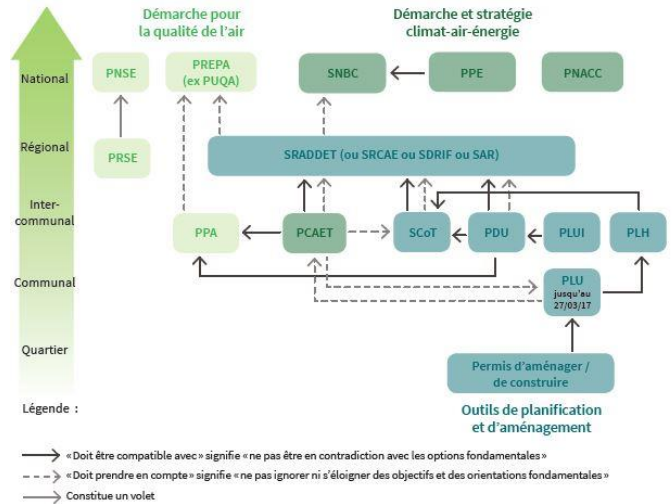 Démarche pour
la qualité de l'air
Démarche et stratégie
climat-air-énergie
National
PNSE
PREPA
(ex PUQA)
SNBC
PPE
PNACC
Régional
PRSE
SRADDET (ou SRCAE ou SDRIF ou SAR)
Inter-
communal
PPA
PCAET
SCoT
PDU
PLUI
PLH
Communal
PLU
jusqu'au
27/03/17
Quartier
Permis d'aménager /
de construire
Légende :
Outils de planification
et d'aménagement
« Doit être compatible avec » signifie « ne pas être en contradiction avec les options fondamentales »
« Doit prendre en compte » signifie « ne pas ignorer ni s'éloigner des objectifs et des orientations fondamentales »
Constitue un volet